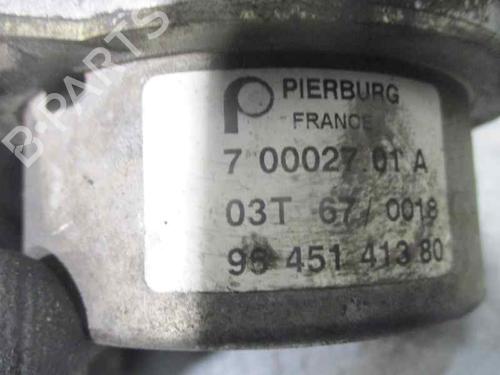 B-PARTS
PIERBURG
FRANCE
7 00027.01 A
03T 67/ 0018
96 451 413 80